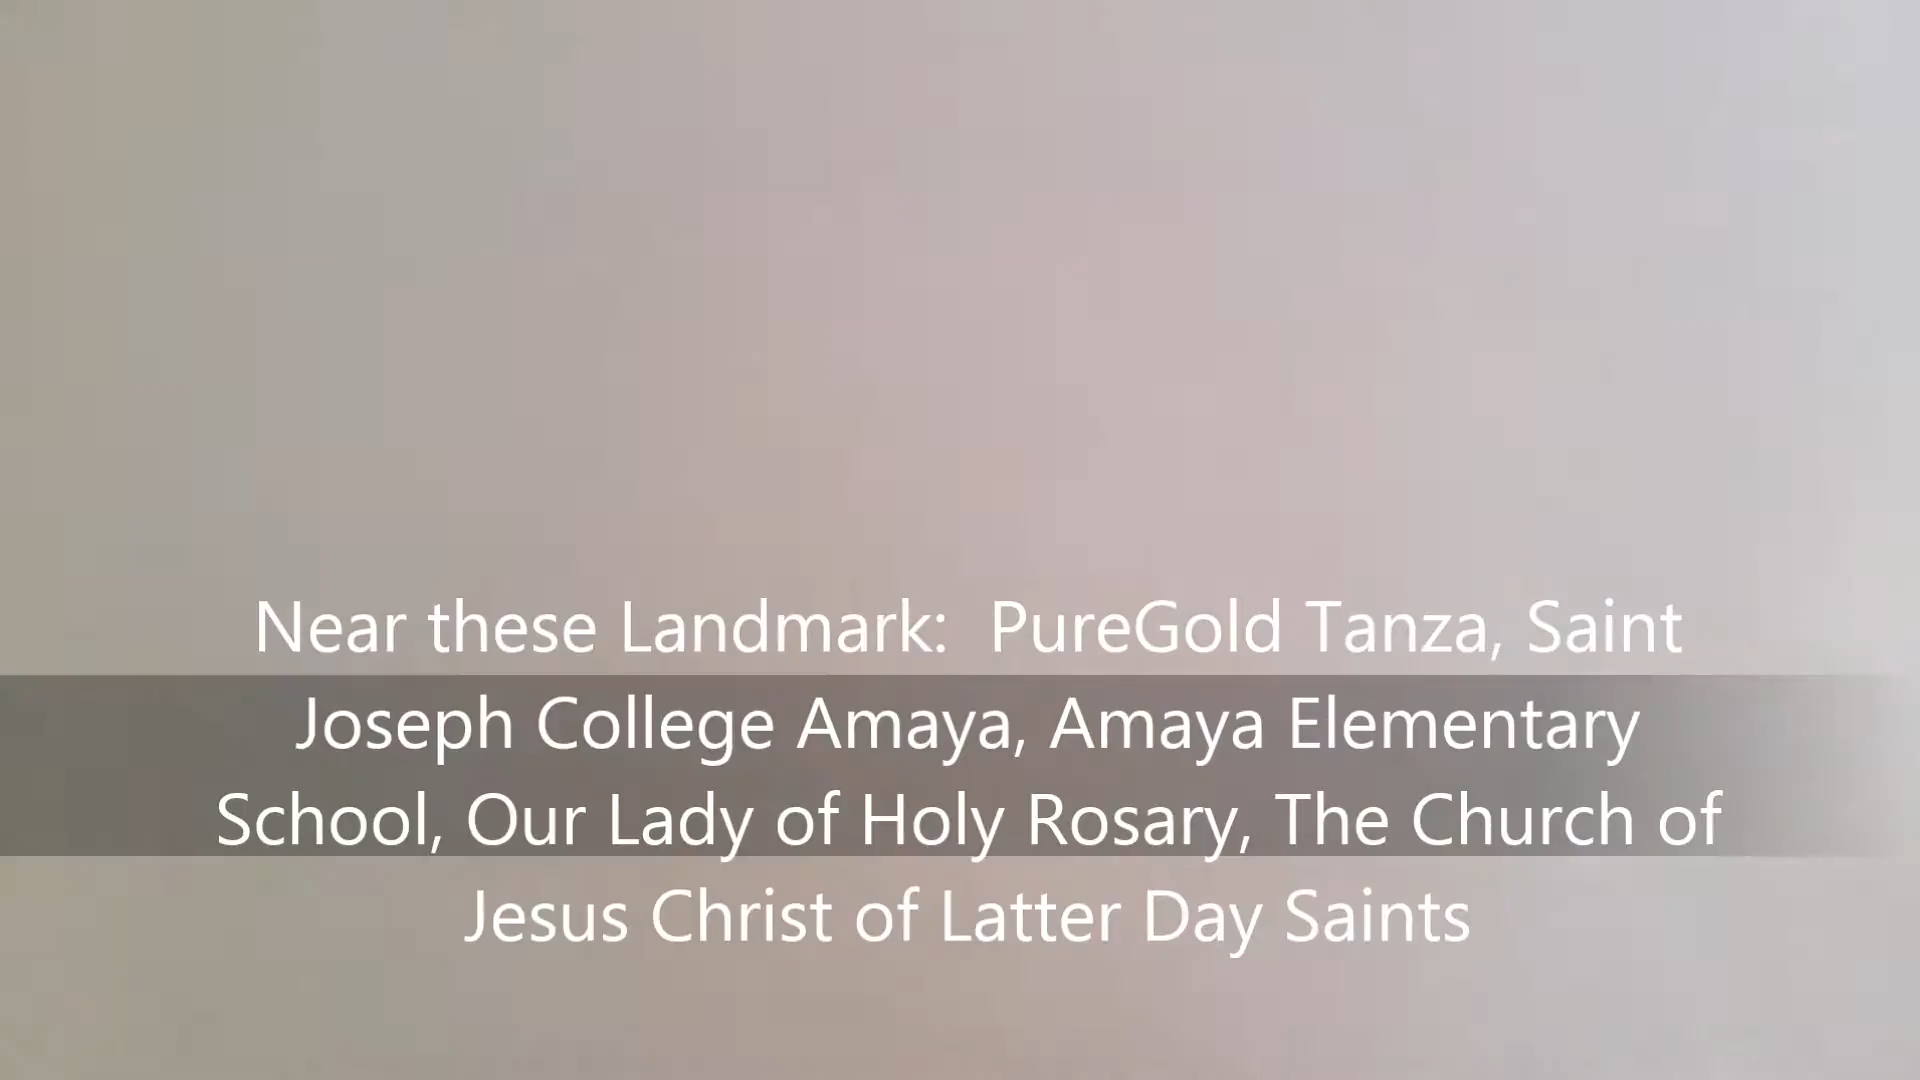 Near these Landmark:  PureGold Tanza, Saint
Joseph College Amaya, Amaya Elementary
School, Our Lady of Holy Rosary, The Church of
Jesus Christ of Latter Day Saints